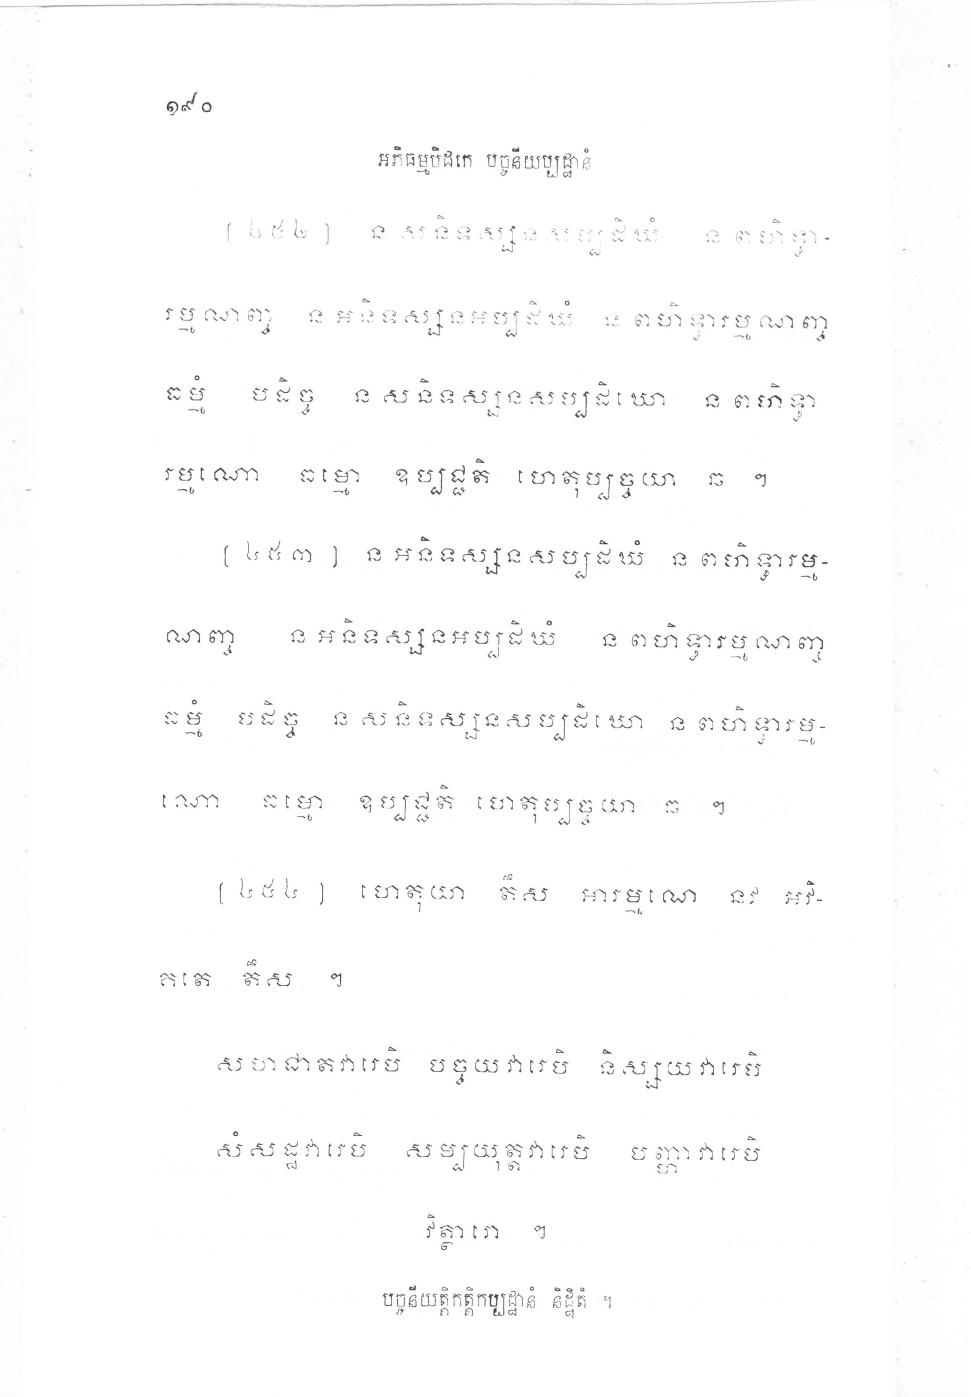 ១៩០
អភិធម្មបិដកេ បច្ចនីយប្បដ្ឋានំ
[៤៥២] ន សនិទស្សនសប្បដិឃំ ន ពហិទ្ធា-
រម្មណញ្ច ន អនិទស្សនអប្បដិឃំ ន ពហិទ្ធារម្មណញ្ច
ធម្មំ បដិច្ច ន សនិទស្សនសប្បដិឃោ ន ពហិទ្ធា
រម្មណោ ធម្មោ ឧប្បជ្ជតិ ហេតុប្បច្ចយា ៦ ។
[៤៥៣] ន អនិទស្សនសប្បដិឃំ ន ពហិទ្ធារម្ម-
ណញ្ច ន អនិទស្សនអប្បដិឃំ ន ពហិទ្ធារម្មណញ្ច
ធម្មំ បដិច្ច ន សនិទស្សនសប្បដិឃោ ន ពហិទ្ធារម្ម-
ណោ ធម្មោ ឧប្បជ្ជតិ ហេតុប្បច្ចយា ៦ ។
[៤៥៤] ហេតុយា តឹស អារម្មណេ នវ អវិ-
គតេ តឹស ។
សហជាតវារេបិ បច្ចយវារេបិ និស្សយវារេបិ
សំសដ្ឋវារេបិ សម្បយុត្តវារេបិ បញ្ហាវារេបិ
វិត្ថារោ ។
បច្ចនីយត្តិកត្តិកប្បដ្ឋានំ និដ្ឋិតំ ។